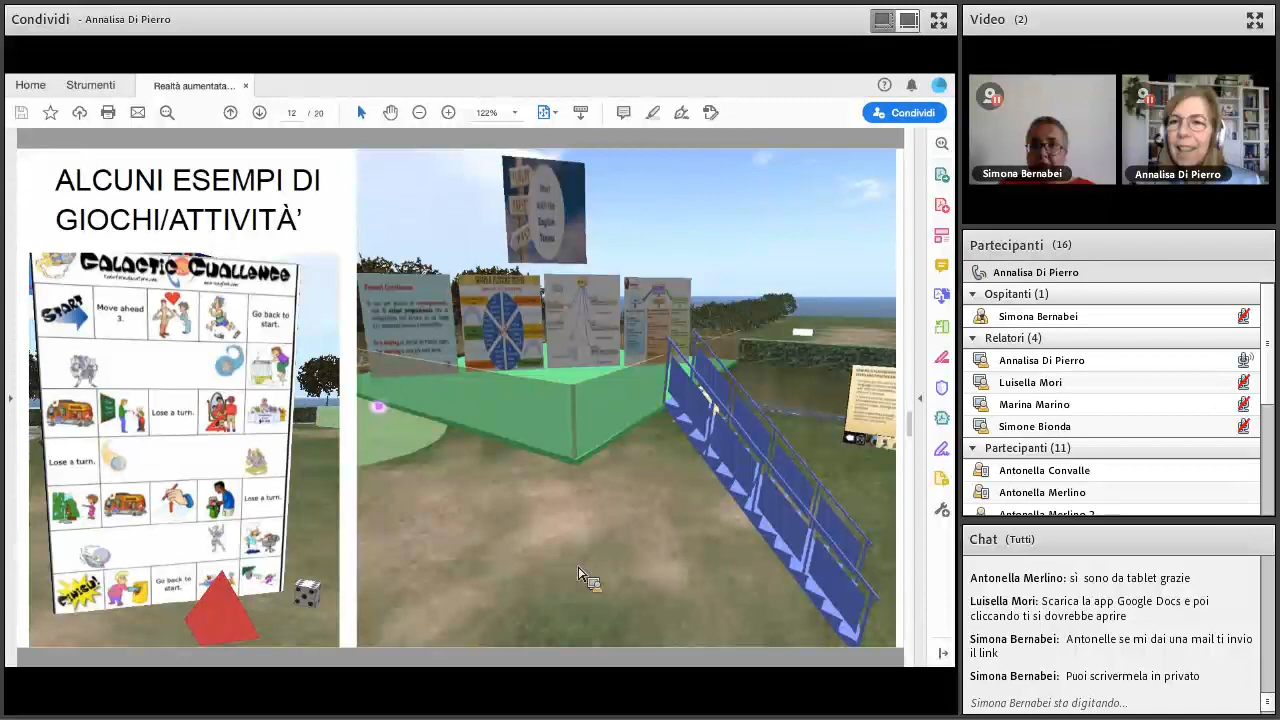 Condividi - Annalisa Di Pierro
Home
Strumenti
Realtà aumentata... ×
12 / 20
122%
Condividi
ALCUNI ESEMPI DI
GIOCHI/ATTIVITÀ'
GALACTIC CHALLENGE
START
Move ahead
3.
Go back to
start.
Lose a turn.
Lose a turn.
Lose a turn.
Finish!
Go back to
start.
Video (2)
Simona Bernabei
Annalisa Di Pierro
Partecipanti (16)
Annalisa Di Pierro
Ospitanti (1)
Simona Bernabei
Relatori (4)
Annalisa Di Pierro
Luisella Mori
Marina Marino
Simone Bionda
Partecipanti (11)
Antonella Convalle
Antonella Merlino
Antonella Merlino 2
Chat (Tutti)
Antonella Merlino: sì sono da tablet grazie
Luisella Mori: Scarica la app Google Docs e poi
cliccando ti si dovrebbe aprire
Simona Bernabei: Antonelle se mi dai una mail ti invio
il link
Simona Bernabei: Puoi scrivermela in privato
Simona Bernabei sta digitando...